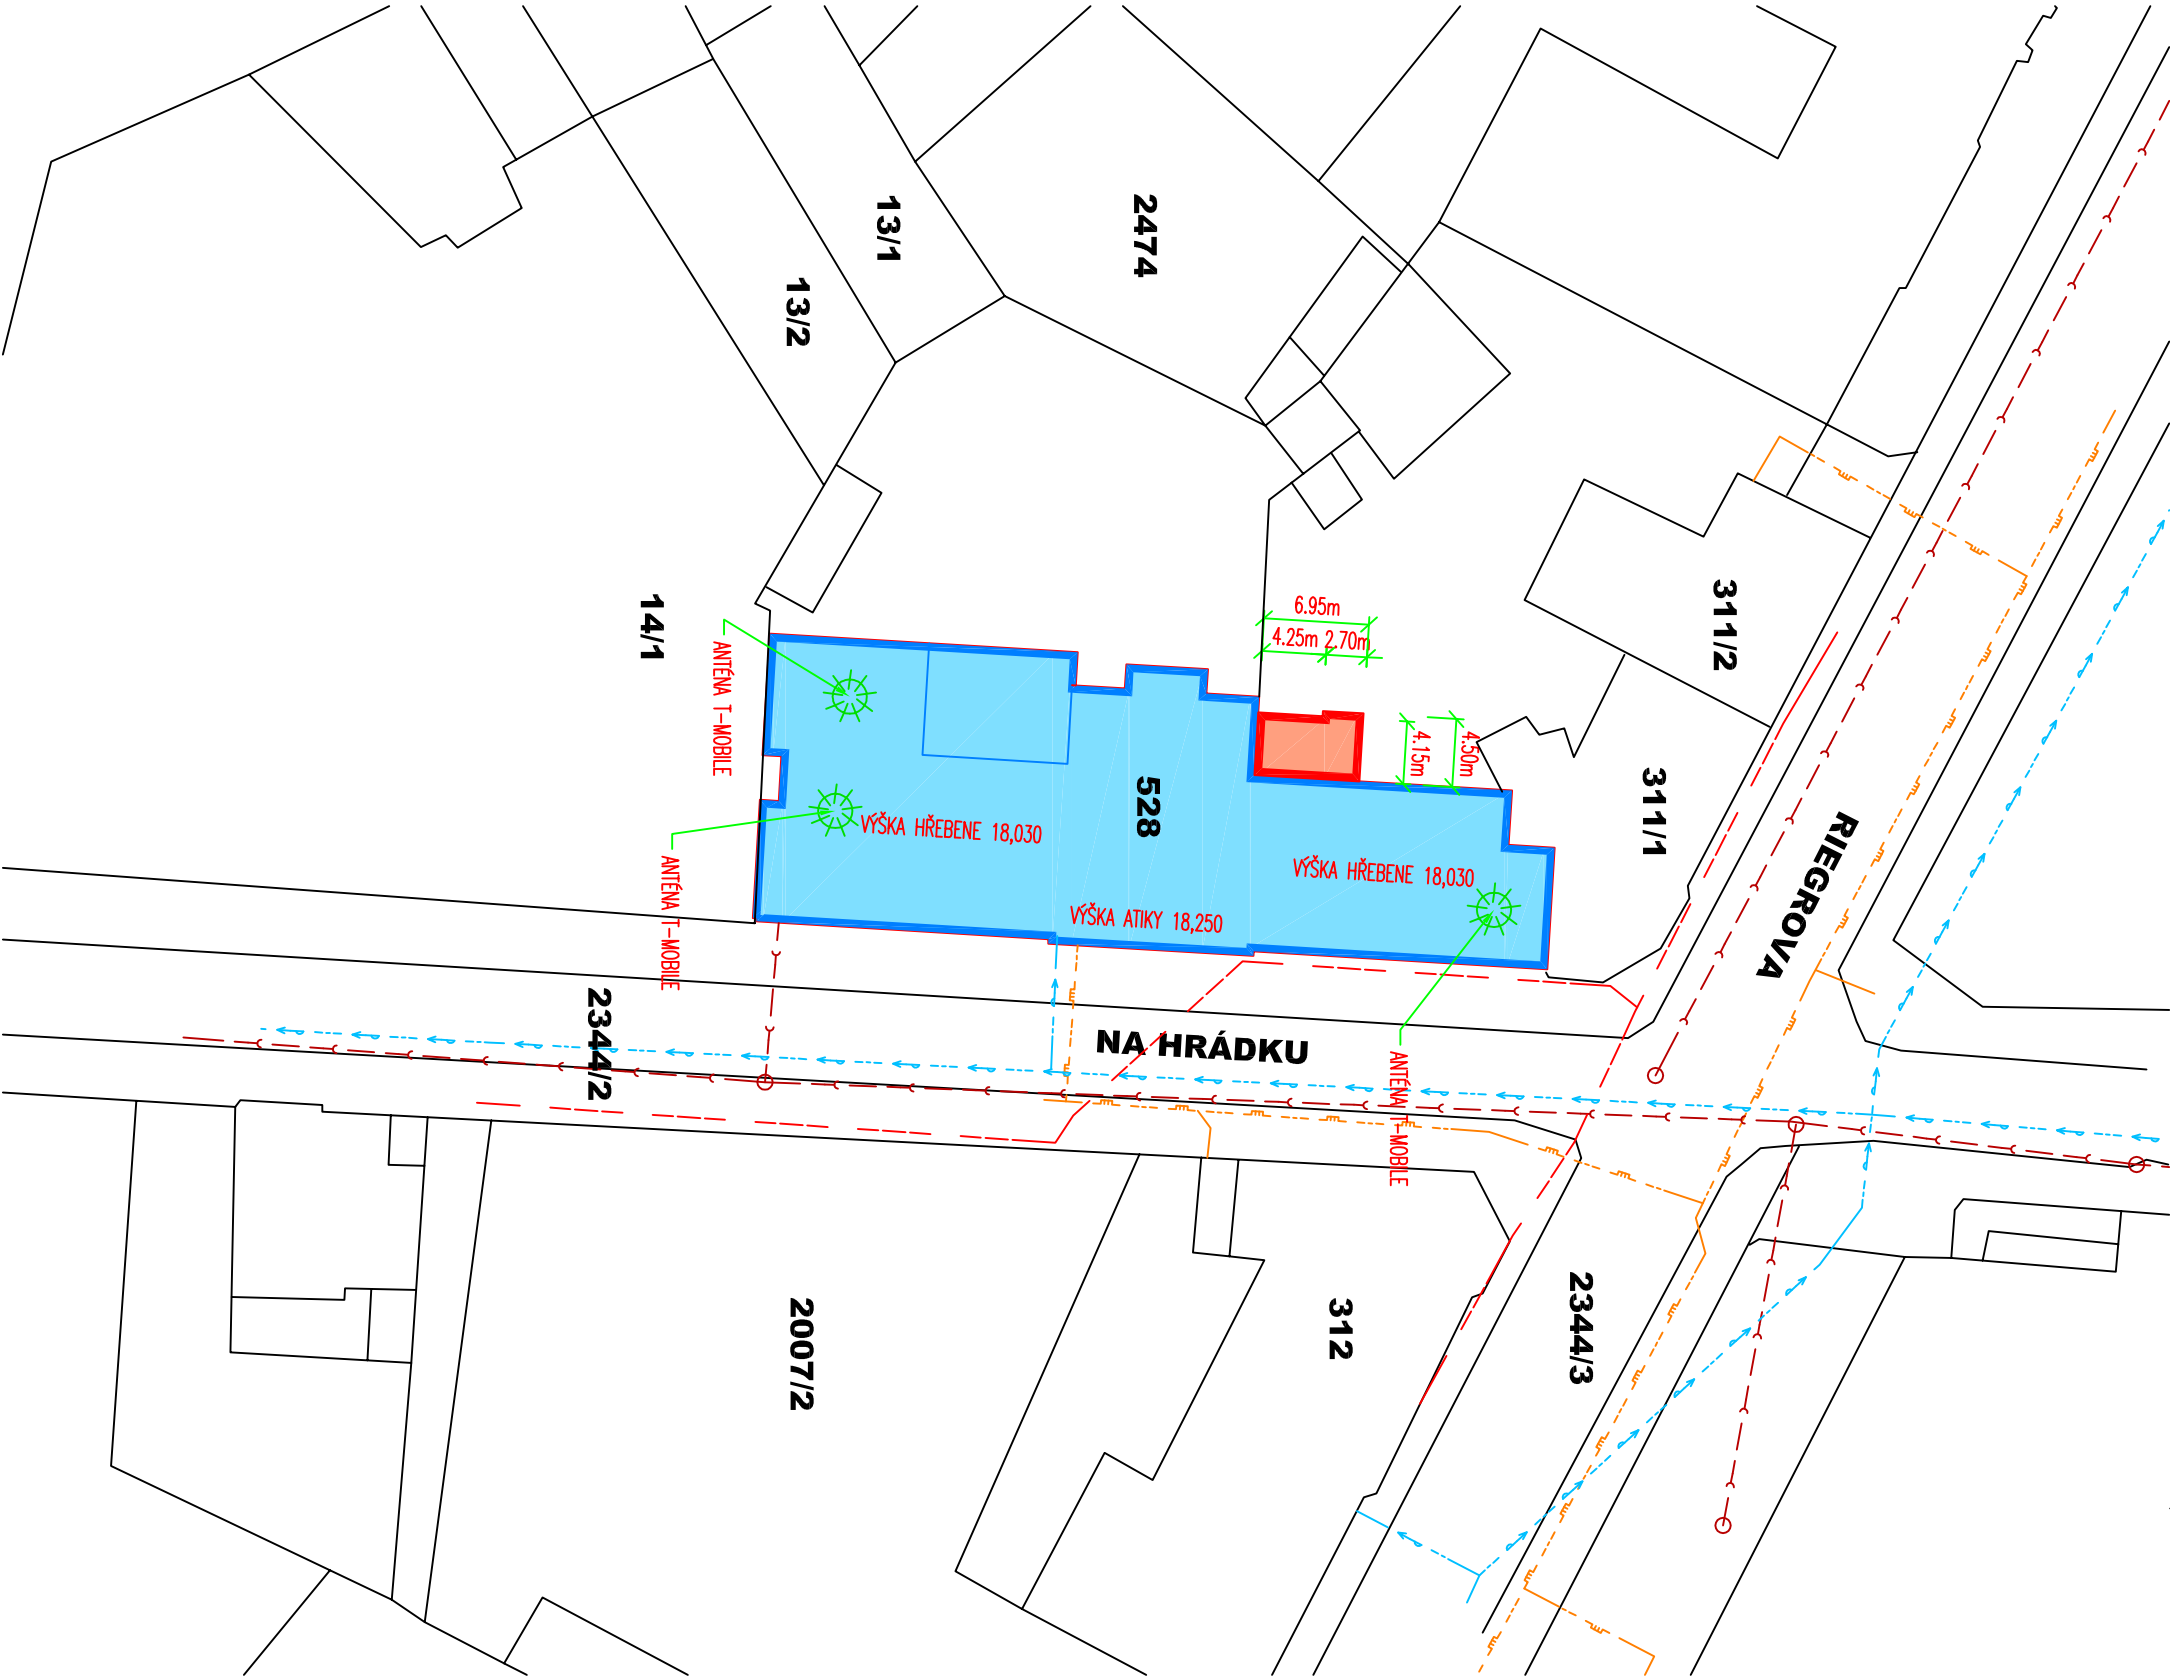 2474
13/1
13/2
311/2
14/1
6.95m
4.25m 2.70m
ANTÉNA T-MOBILE
4.15m
4.50m
311/1
528
RIEGROVA
VÝŠKA HŘEBENE 18,030
VÝŠKA HŘEBENE 18,030
ANTÉNA T-MOBILE
VÝŠKA ATIKY 18,250
2344/2
NA HRÁDKU
ANTÉNA T-MOBILE
2007/2
312
2344/3